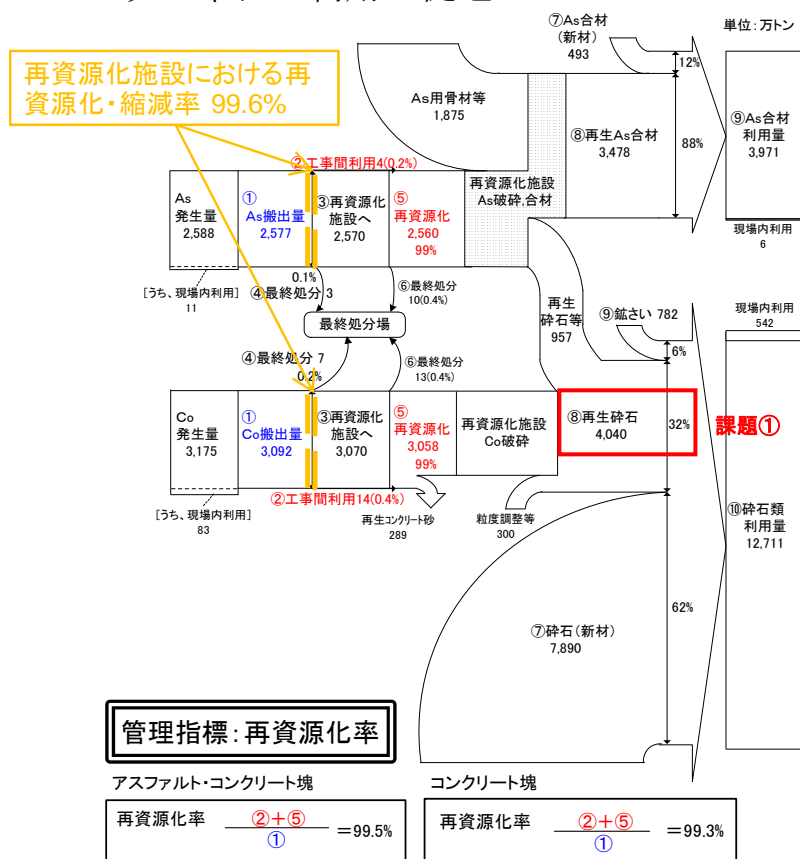 ⑦As合材
(新材)
493
単位:万トン
12%
再資源化施設における再
資源化・縮減率 99.6%
As用骨材等
1,875
⑧再生As合材
3,478
88%
⑨As合材
利用量
3,971
②工事間利用4(0.2%)
As
発生量
2,588
①
As搬出量
2,577
③再資源化
施設へ
2,570
⑤
再資源化
2,560
99%
再資源化施設
As破砕,合材
現場内利用
6
[うち、現場内利用]
11
0.1%
④最終処分 3
⑥最終処分
10(0.4%)
最終処分場
再生
砕石等
957
⑨鉱さい 782
現場内利用
542
6%
④最終処分 7
0.2%
⑥最終処分
13(0.4%)
Co
発生量
3,175
①
Co搬出量
3,092
③再資源化
施設へ
3,070
⑤
再資源化
3,058
99%
再資源化施設
Co破砕
⑧再生砕石
4,040
32%
課題①
②工事間利用14(0.4%)
[うち、現場内利用]
83
再生コンクリート砂
289
粒度調整等
300
⑩砕石類
利用量
12,711
⑦砕石(新材)
7,890
62%
管理指標:再資源化率
アスファルト・コンクリート塊
再資源化率
②+⑤
①
=99.5%
コンクリート塊
再資源化率
②+⑤
①
=99.3%